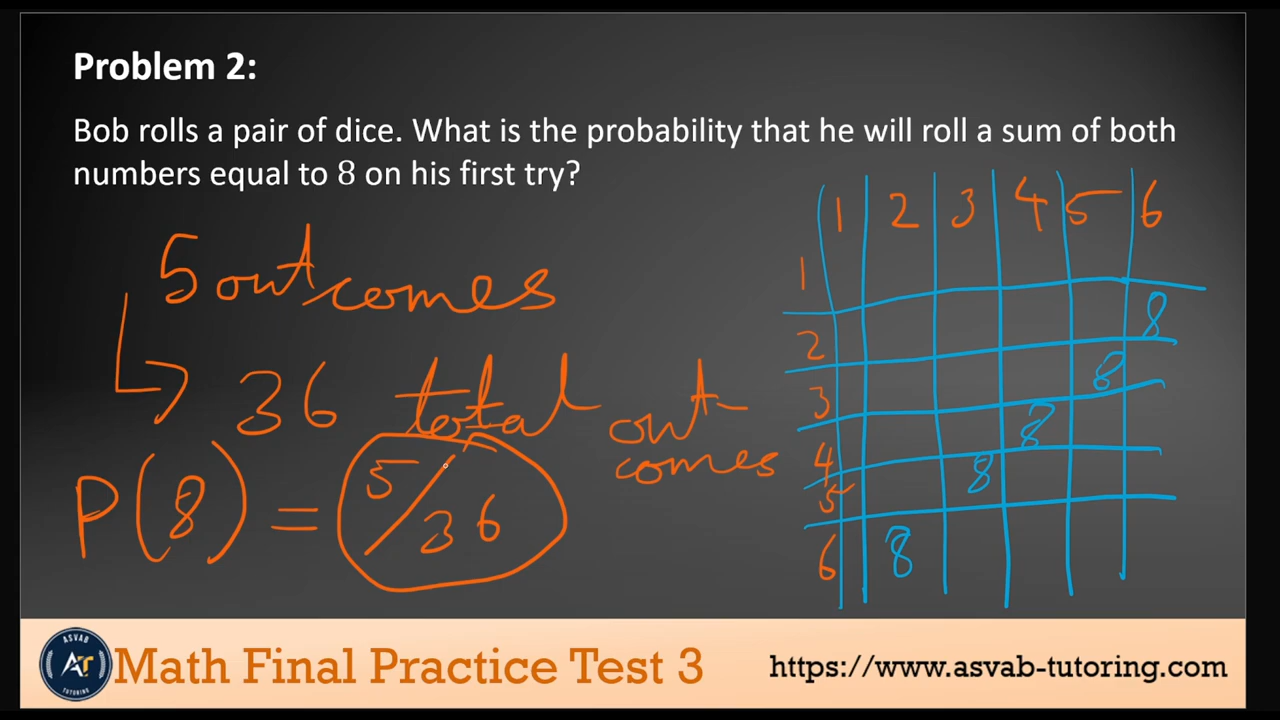 Problem 2:
Bob rolls a pair of dice. What is the probability that he will roll a sum of both
numbers equal to 8 on his first try?
5 outcomes
36 total out-
comes
P(8) = 5/36
1 2 3 4 5 6
1
2 8
3 8
4 8
5 8
6 8
ASVAB
AT
TUTORING
Math Final Practice Test 3
https://www.asvab-tutoring.com